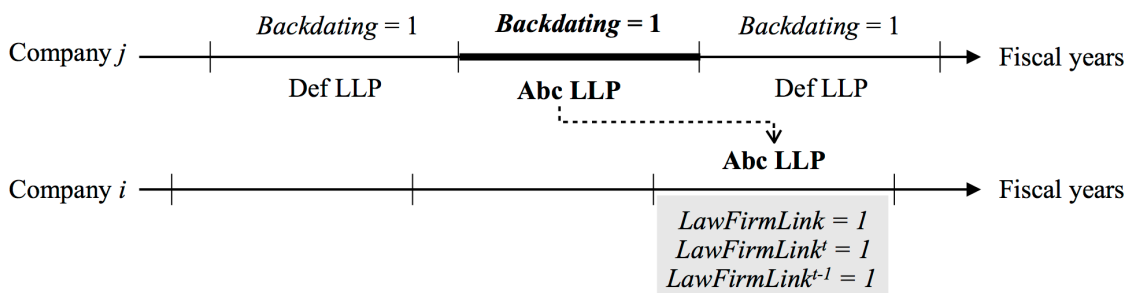 Backdating = 1 Backdating = 1 Backdating = 1
Company j Fiscal years
Def LLP Abc LLP Def LLP
Abc LLP
Company i Fiscal years
LawFirmLink = 1
LawFirmLinkᵗ = 1
LawFirmLinkᵗ⁻¹ = 1